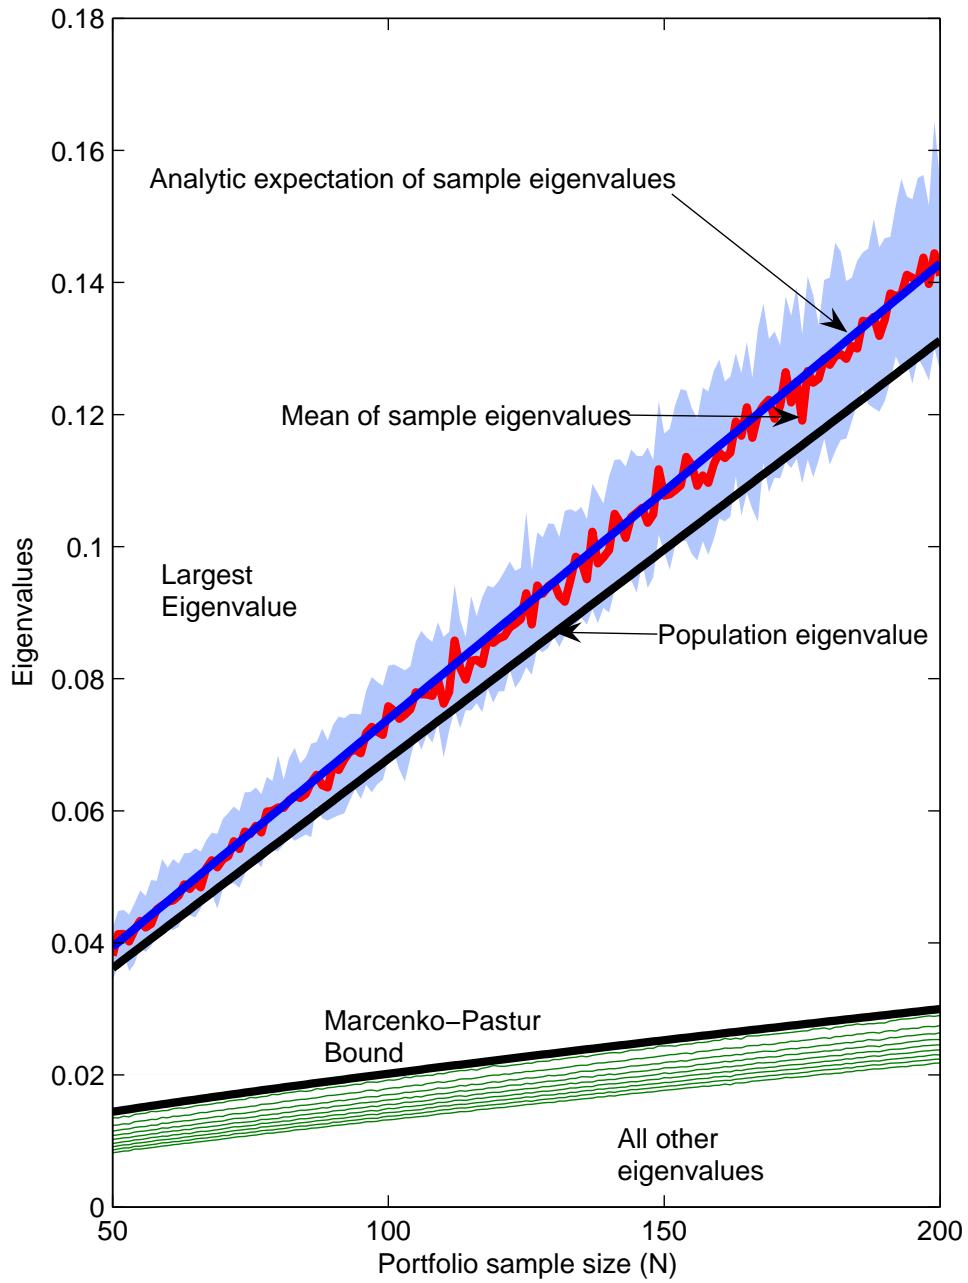 0.18
0.16
Analytic expectation of sample eigenvalues
0.14
0.12
Mean of sample eigenvalues
0.1
Largest
Eigenvalue
Population eigenvalue
Eigenvalues
0.08
0.06
0.04
Marcenko−Pastur
Bound
0.02
All other
eigenvalues
0
50
100
150
200
Portfolio sample size (N)